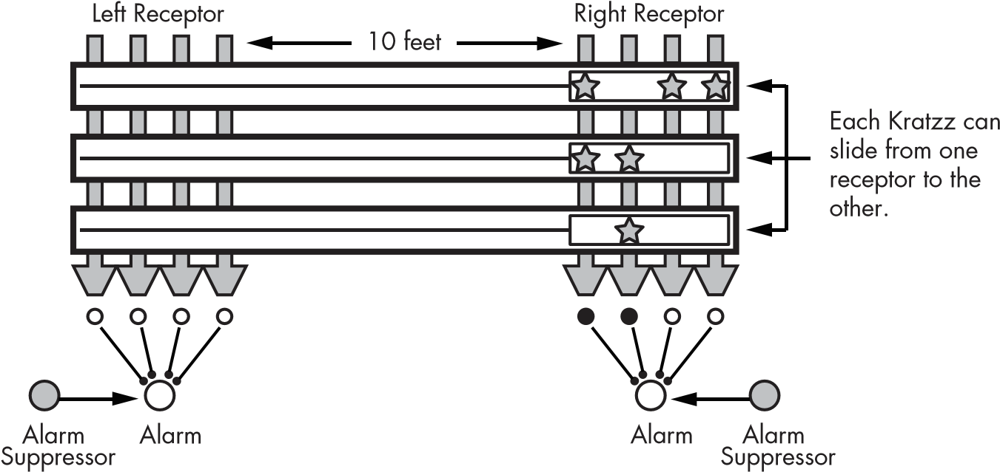 Left Receptor
Right Receptor
10 feet
Each Kratzz can
slide from one
receptor to the
other.
Alarm
Suppressor
Alarm
Alarm
Alarm
Suppressor